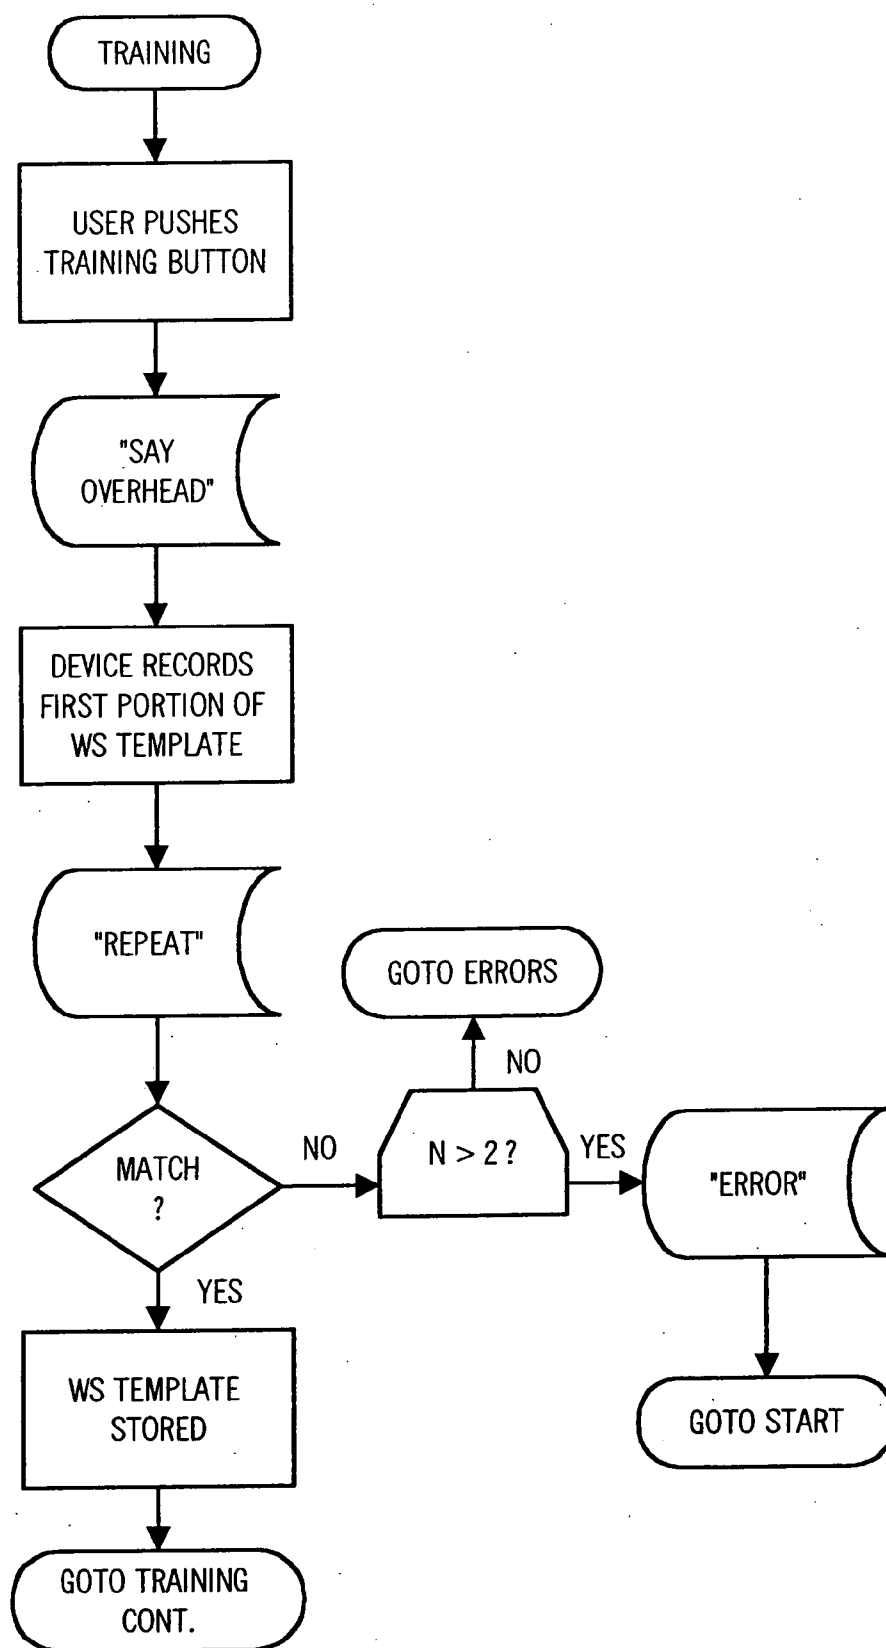 TRAINING
USER PUSHES
TRAINING BUTTON
"SAY
OVERHEAD"
DEVICE RECORDS
FIRST PORTION OF
WS TEMPLATE
"REPEAT"
GOTO ERRORS
NO
MATCH
?
NO
N > 2 ?
YES
"ERROR"
YES
WS TEMPLATE
STORED
GOTO START
GOTO TRAINING
CONT.